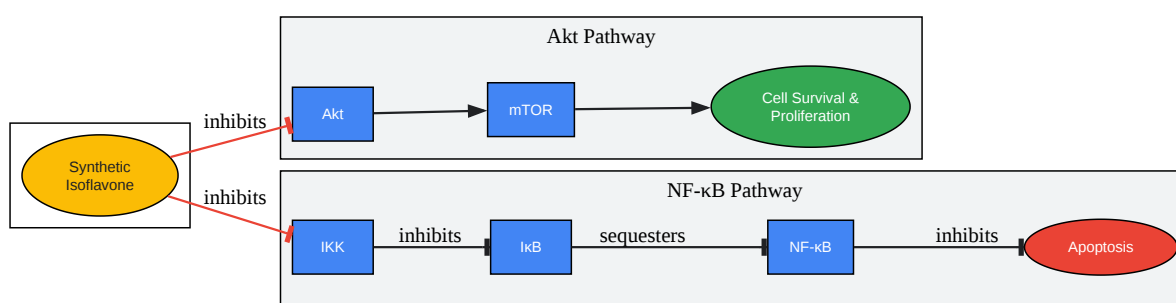 Akt Pathway
inhibits
Akt
mTOR
Cell Survival &
Proliferation
Synthetic
Isoflavone
NF-κB Pathway
inhibits
IKK
inhibits
IκB
sequesters
NF-κB
inhibits
Apoptosis